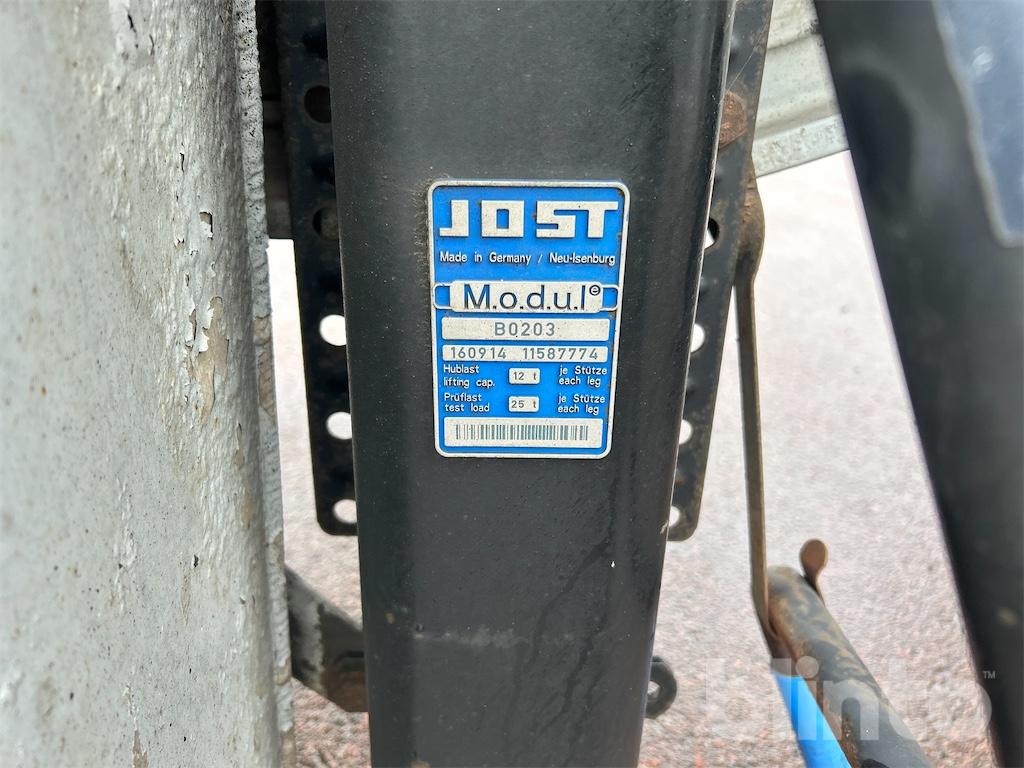 JOST
Made in Germany / Neu-Isenburg
M.o.d.u.l e
B0203
160914 11587774
Hublast
lifting cap. 12 t je Stütze
each leg
Prüflast
test load 25 t je Stütze
each leg
blinto™